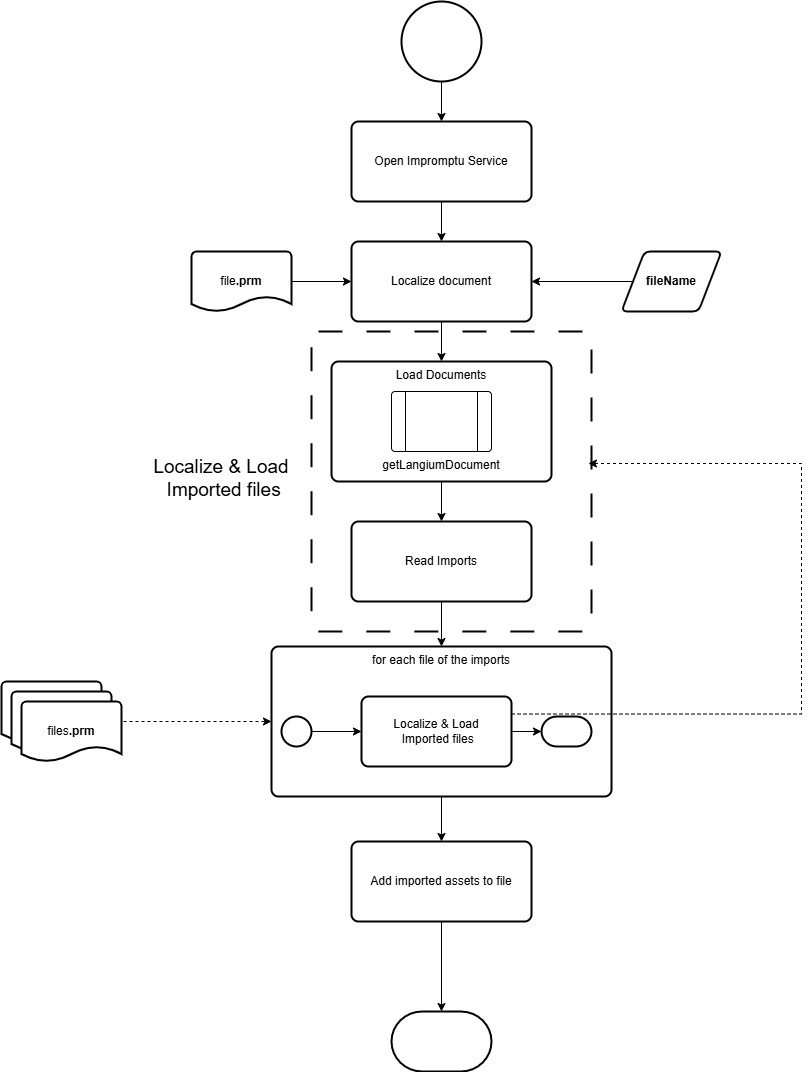 Open Impromptu Service
file.prm
Localize document
fileName
Load Documents
getLangiumDocument
Localize & Load
Imported files
Read Imports
for each file of the imports
files.prm
Localize & Load
Imported files
Add imported assets to file